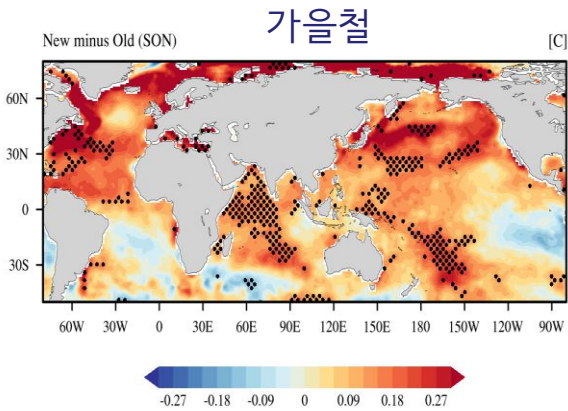 가을철
New minus Old (SON) [C]
60N
30N
0
30S
60W 30W 0 30E 60E 90E 120E 150E 180 150W 120W 90W
-0.27 -0.18 -0.09 0 0.09 0.18 0.27